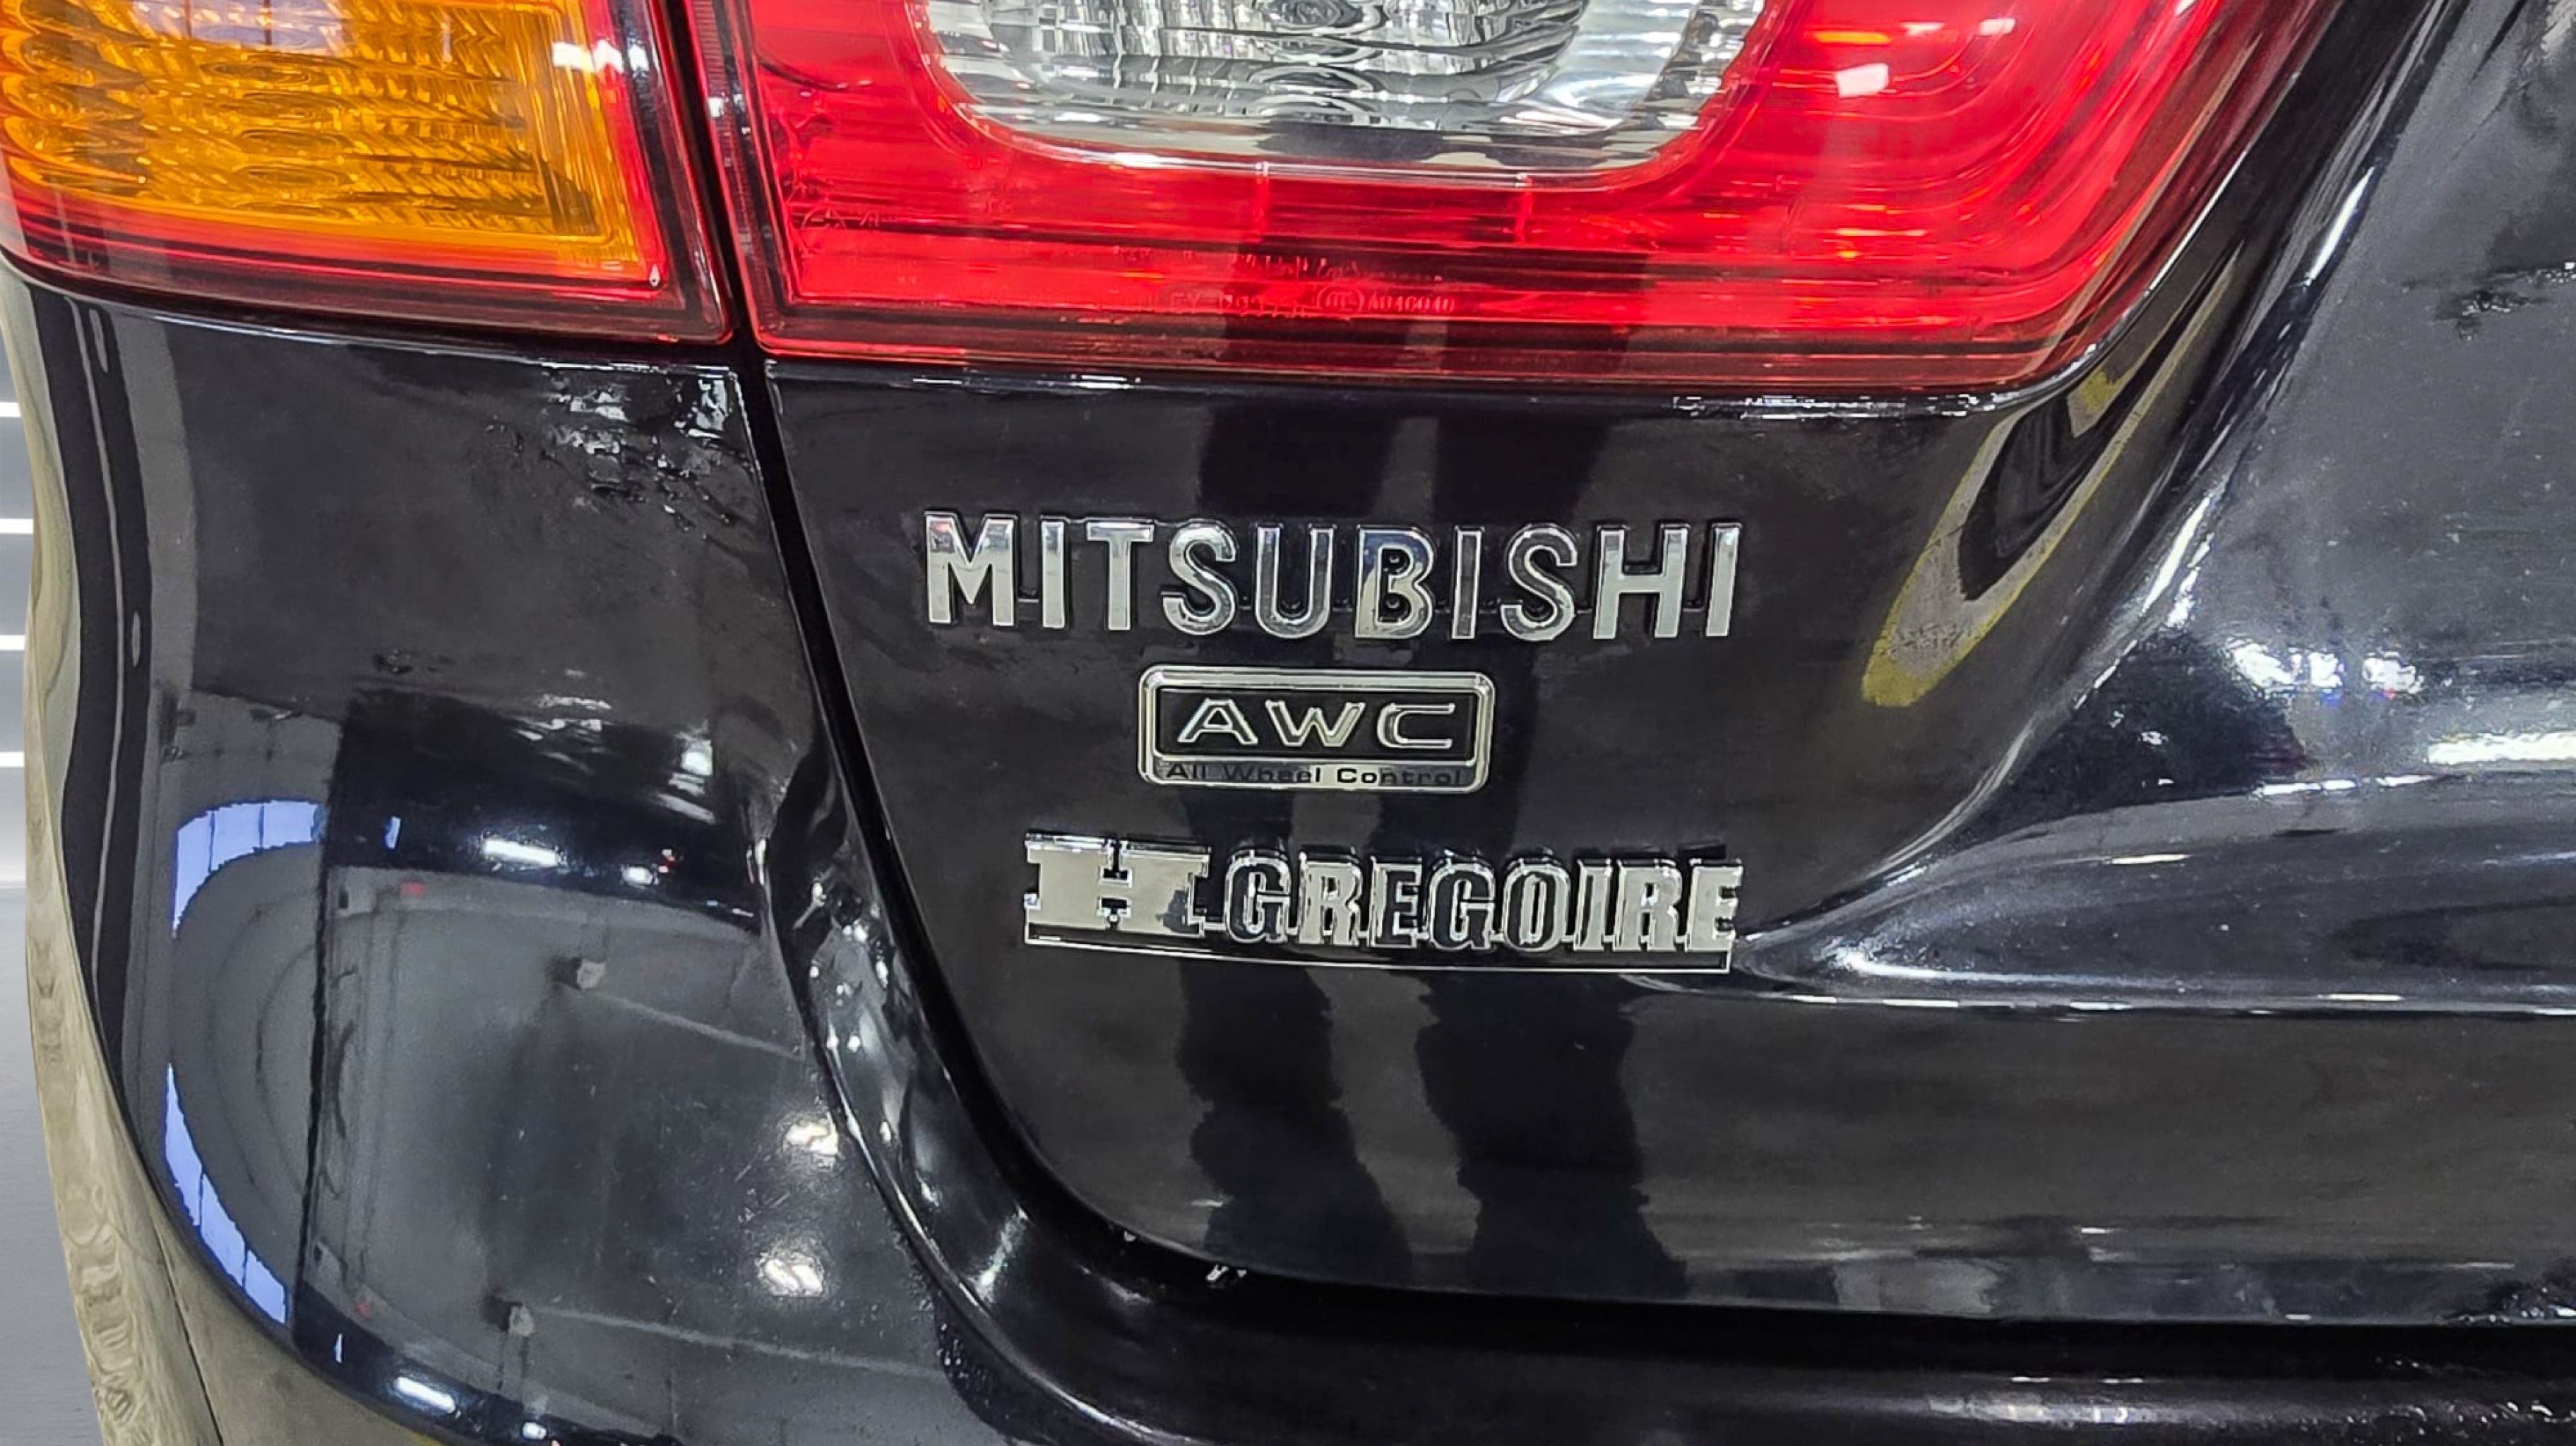 MITSUBISHI
AWC
All Wheel Control
H GREGOIRE